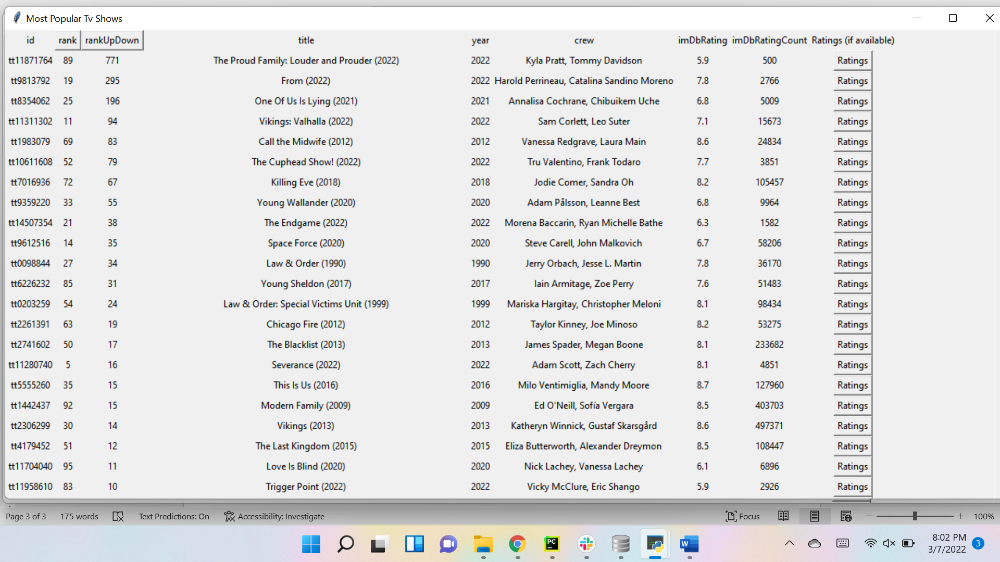 Most Popular Tv Shows
id rank rankUpDown title year crew imDbRating imDbRatingCount Ratings (if available)
tt11871764 89 771 The Proud Family: Louder and Prouder (2022) 2022 Kyla Pratt, Tommy Davidson 5.9 500 Ratings
tt9813792 19 295 From (2022) 2022 Harold Perrineau, Catalina Sandino Moreno 7.8 2766 Ratings
tt8354062 25 196 One Of Us Is Lying (2021) 2021 Annalisa Cochrane, Chibuikem Uche 6.8 5009 Ratings
tt11311302 11 94 Vikings: Valhalla (2022) 2022 Sam Corlett, Leo Suter 7.1 15673 Ratings
tt1983079 69 83 Call the Midwife (2012) 2012 Vanessa Redgrave, Laura Main 8.6 24834 Ratings
tt10611608 52 79 The Cuphead Show! (2022) 2022 Tru Valentino, Frank Todaro 7.7 3851 Ratings
tt7016936 72 67 Killing Eve (2018) 2018 Jodie Comer, Sandra Oh 8.2 105457 Ratings
tt9359220 33 55 Young Wallander (2020) 2020 Adam Pålsson, Leanne Best 6.8 9964 Ratings
tt14507354 21 38 The Endgame (2022) 2022 Morena Baccarin, Ryan Michelle Bathe 6.3 1582 Ratings
tt9612516 14 35 Space Force (2020) 2020 Steve Carell, John Malkovich 6.7 58206 Ratings
tt0098844 27 34 Law & Order (1990) 1990 Jerry Orbach, Jesse L. Martin 7.8 36170 Ratings
tt6226232 85 31 Young Sheldon (2017) 2017 Iain Armitage, Zoe Perry 7.6 51483 Ratings
tt0203259 54 24 Law & Order: Special Victims Unit (1999) 1999 Mariska Hargitay, Christopher Meloni 8.1 98434 Ratings
tt2261391 63 19 Chicago Fire (2012) 2012 Taylor Kinney, Joe Minoso 8.2 53275 Ratings
tt2741602 50 17 The Blacklist (2013) 2013 James Spader, Megan Boone 8.1 233682 Ratings
tt11280740 5 16 Severance (2022) 2022 Adam Scott, Zach Cherry 8.1 4851 Ratings
tt5555260 35 15 This Is Us (2016) 2016 Milo Ventimiglia, Mandy Moore 8.7 127960 Ratings
tt1442437 92 15 Modern Family (2009) 2009 Ed O'Neill, Sofía Vergara 8.5 403703 Ratings
tt2306299 30 14 Vikings (2013) 2013 Katheryn Winnick, Gustaf Skarsgård 8.6 497371 Ratings
tt4179452 51 12 The Last Kingdom (2015) 2015 Eliza Butterworth, Alexander Dreymon 8.5 108447 Ratings
tt11704040 95 11 Love Is Blind (2020) 2020 Nick Lachey, Vanessa Lachey 6.1 6896 Ratings
tt11958610 83 10 Trigger Point (2022) 2022 Vicky McClure, Eric Shango 5.9 2926 Ratings
Page 3 of 3 175 words Text Predictions: On Accessibility: Investigate Focus 100%
PC W 8:02 PM 3
3/7/2022